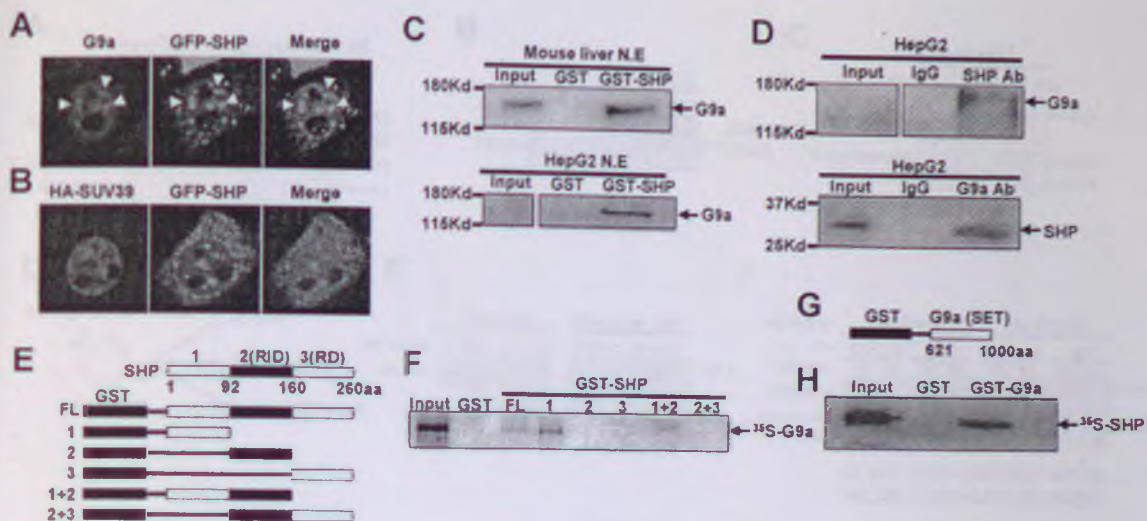 A
G9a GFP-SHP Merge
B
HA-SUV39 GFP-SHP Merge
C
Mouse liver N.E
Input GST GST-SHP
180Kd
G9a
115Kd
HepG2 N.E
Input GST GST-SHP
180Kd
115Kd
G9a
D
HepG2
Input IgG SHP Ab
180Kd
G9a
115Kd
HepG2
Input IgG G9a Ab
37Kd
SHP
25Kd
E
1 2(RID) 3(RD)
SHP
1 92 160 260aa
GST
FL
1
2
3
1+2
2+3
F
GST-SHP
Input GST FL 1 2 3 1+2 2+3
³⁵S-G9a
G
GST G9a (SET)
621 1000aa
H
Input GST GST-G9a
³⁵S-SHP